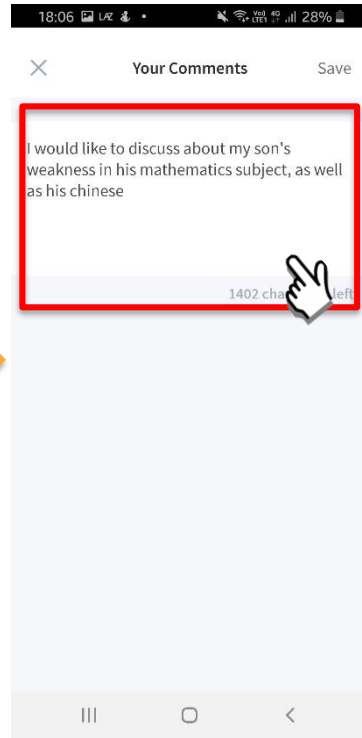 18:06 LAZ 28%
Your Comments Save
I would like to discuss about my son's
weakness in his mathematics subject, as well
as his chinese
1402 left